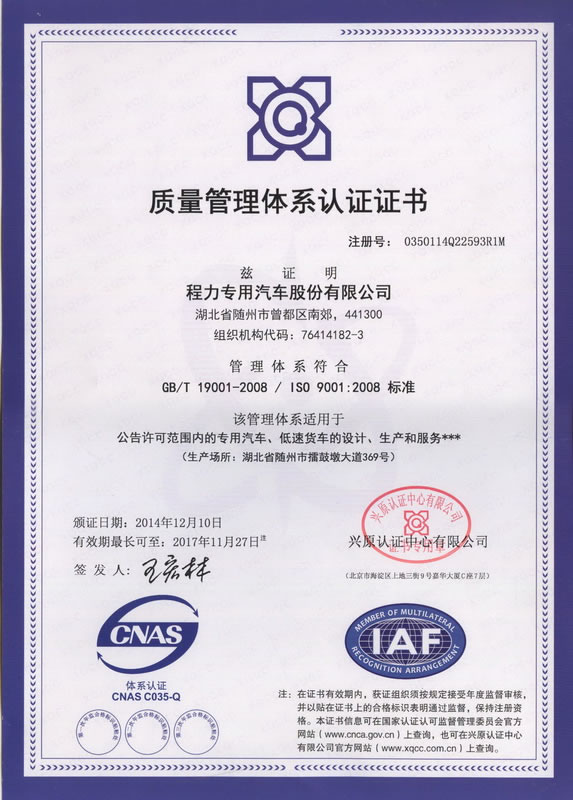 质量管理体系认证证书
注册号: 0350114Q22593R1M
兹 证 明
程力专用汽车股份有限公司
湖北省随州市曾都区南郊，441300
组织机构代码: 76414182-3
管理体系符合
GB/T 19001-2008 / ISO 9001:2008 标准
该管理体系适用于
公告许可范围内的专用汽车、低速货车的设计、生产和服务***
（生产场所: 湖北省随州市擂鼓墩大道369号）
颁证日期: 2014年12月10日
有效期最长可至: 2017年11月27日注
签 发 人:
兴原认证中心有限公司
证书专用章
兴原认证中心有限公司
（北京市海淀区上地三街9号嘉华大厦C座7层）
CNAS
体系认证
CNAS C035-Q
MEMBER OF MULTILATERAL
IAF
RECOGNITION ARRANGEMENT
注: 在证书有效期内，获证组织须按规定接受年度监督审核，
并以贴在证书上的合格标识表明通过监督，保持注册资
格。本证书信息可在国家认证认可监督管理委员会官方
网站（www.cnca.gov.cn）上查询，也可在兴原认证中心
有限公司官方网站（www.xqcc.com.cn）上查询。